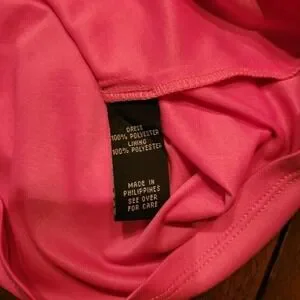 DRESS
100% POLYESTER
LINING
100% POLYESTER
MADE IN
PHILIPPINES
SEE OVER
FOR CARE